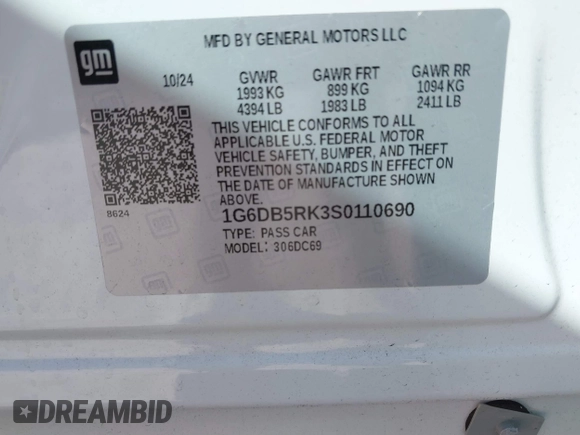 gm
MFD BY GENERAL MOTORS LLC
10/24 GVWR GAWR FRT GAWR RR
1993 KG 899 KG 1094 KG
4394 LB 1983 LB 2411 LB
THIS VEHICLE CONFORMS TO ALL
APPLICABLE U.S. FEDERAL MOTOR
VEHICLE SAFETY, BUMPER, AND THEFT
PREVENTION STANDARDS IN EFFECT ON
THE DATE OF MANUFACTURE SHOWN
ABOVE.
8624
1G6DB5RK3S0110690
TYPE: PASS CAR
MODEL: 306DC69
DREAMBID